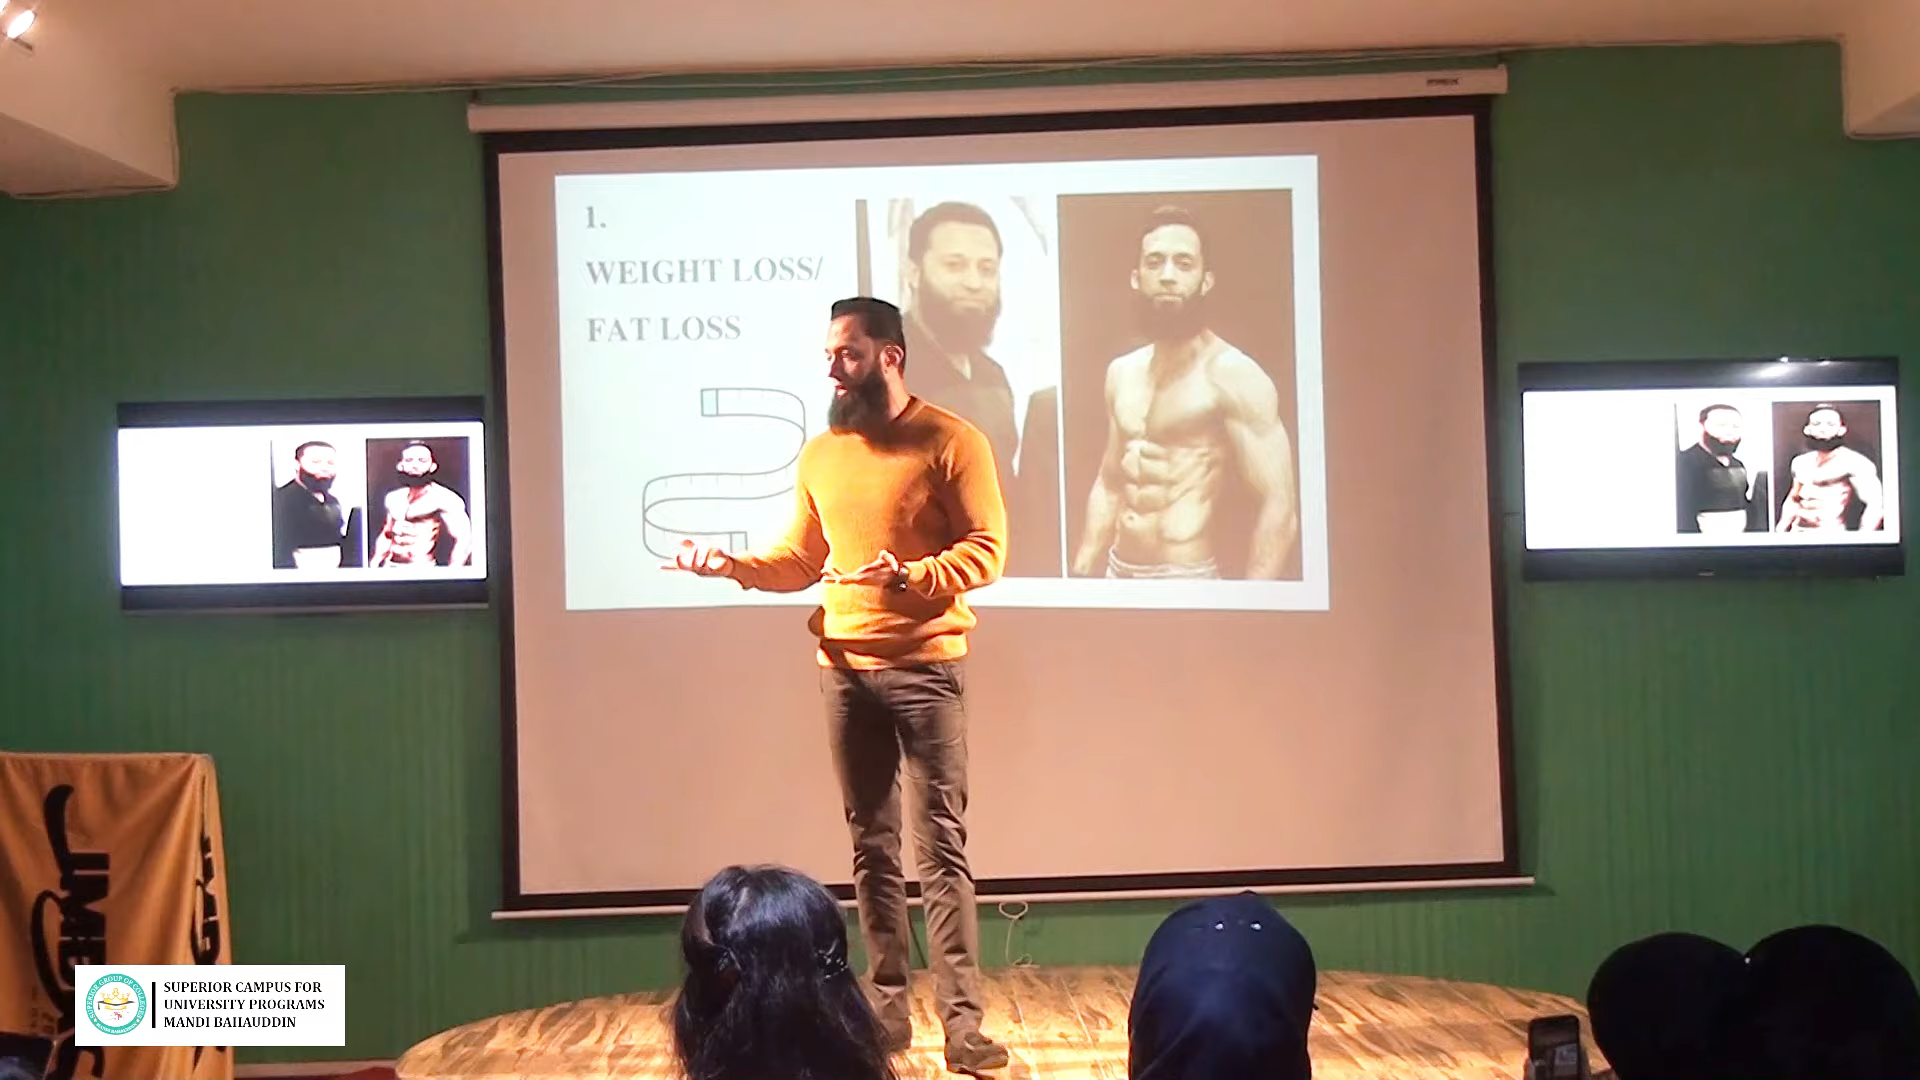 1.
WEIGHT LOSS/
FAT LOSS
SUPERIOR CAMPUS FOR
UNIVERSITY PROGRAMS
MANDI BAHAUDDIN